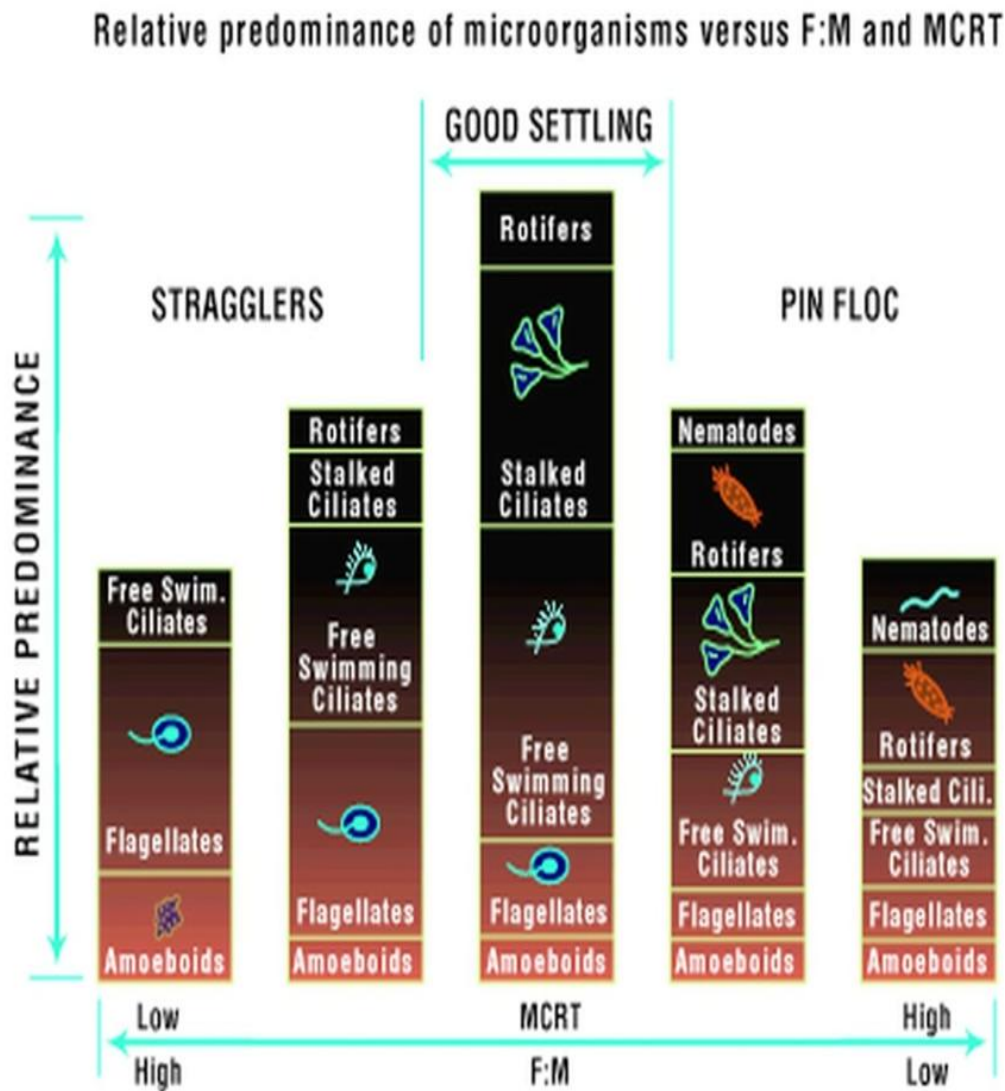 Relative predominance of microorganisms versus F:M and MCRT
GOOD SETTLING
STRAGGLERS
PIN FLOC
RELATIVE PREDOMINANCE
Free Swim.
Ciliates
Flagellates
Amoeboids
Rotifers
Stalked
Ciliates
Free
Swimming
Ciliates
Flagellates
Amoeboids
Rotifers
Stalked
Ciliates
Free
Swimming
Ciliates
Flagellates
Amoeboids
Nematodes
Rotifers
Stalked
Ciliates
Free Swim.
Ciliates
Flagellates
Amoeboids
Nematodes
Rotifers
Stalked Cili.
Free Swim.
Ciliates
Flagellates
Amoeboids
Low MCRT High
High F:M Low